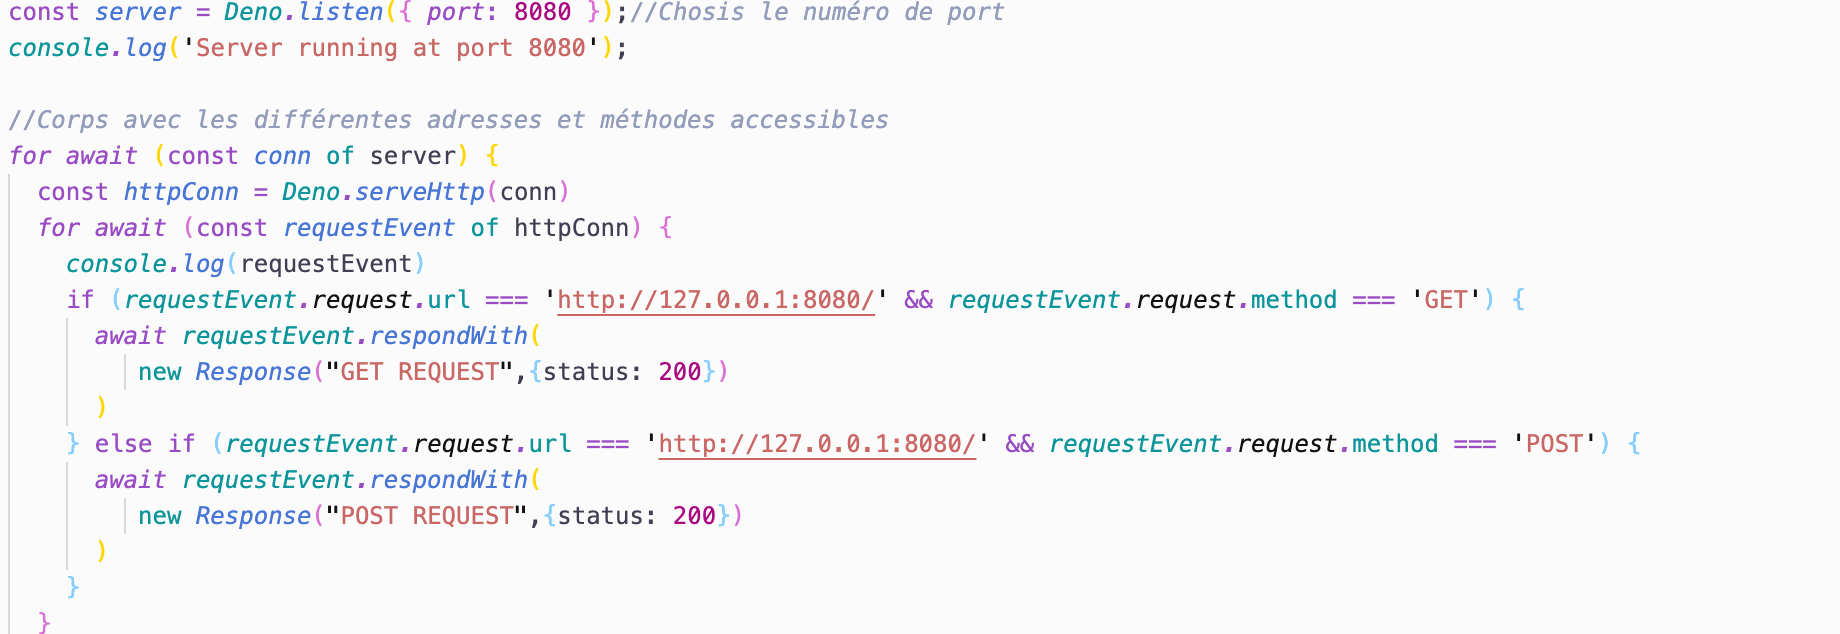 const server = Deno.listen({ port: 8080 });//Chosis le numéro de port
console.log('Server running at port 8080');
//Corps avec les différentes adresses et méthodes accessibles
for await (const conn of server) {
const httpConn = Deno.serveHttp(conn)
for await (const requestEvent of httpConn) {
console.log(requestEvent)
if (requestEvent.request.url === 'http://127.0.0.1:8080/' && requestEvent.request.method === 'GET') {
await requestEvent.respondWith(
new Response("GET REQUEST",{status: 200})
)
} else if (requestEvent.request.url === 'http://127.0.0.1:8080/' && requestEvent.request.method === 'POST') {
await requestEvent.respondWith(
new Response("POST REQUEST",{status: 200})
)
}
}